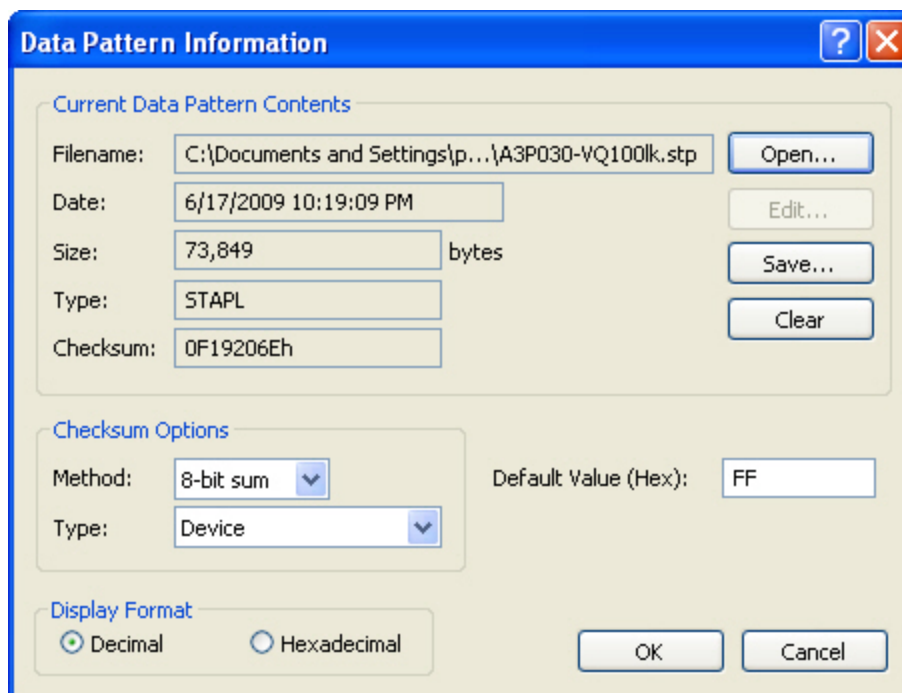 Data Pattern Information
Current Data Pattern Contents
Filename: C:\Documents and Settings\p...\A3P030-VQ100lk.stp Open...
Date: 6/17/2009 10:19:09 PM Edit...
Size: 73,849 bytes Save...
Type: STAPL Clear
Checksum: 0F19206Eh
Checksum Options
Method: 8-bit sum Default Value (Hex): FF
Type: Device
Display Format
Decimal Hexadecimal OK Cancel